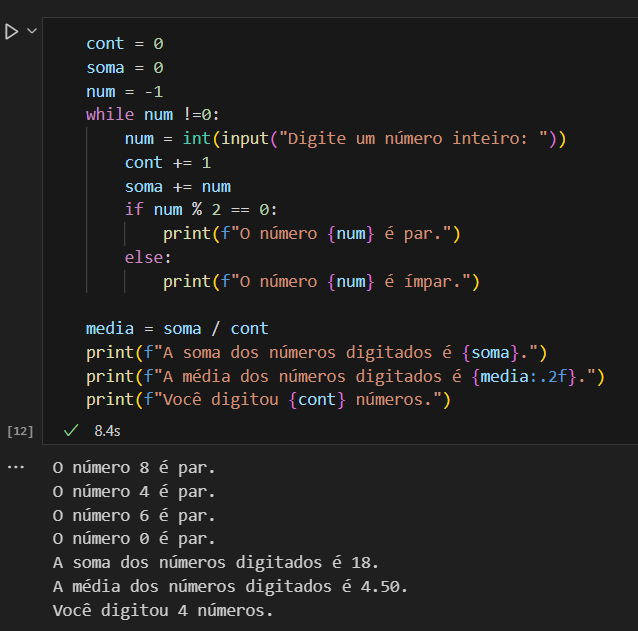 cont = 0
soma = 0
num = -1
while num !=0:
    num = int(input("Digite um número inteiro: "))
    cont += 1
    soma += num
    if num % 2 == 0:
        print(f"O número {num} é par.")
    else:
        print(f"O número {num} é ímpar.")

media = soma / cont
print(f"A soma dos números digitados é {soma}.")
print(f"A média dos números digitados é {media:.2f}.")
print(f"Você digitou {cont} números.")
[12] 8.4s
... O número 8 é par.
O número 4 é par.
O número 6 é par.
O número 0 é par.
A soma dos números digitados é 18.
A média dos números digitados é 4.50.
Você digitou 4 números.